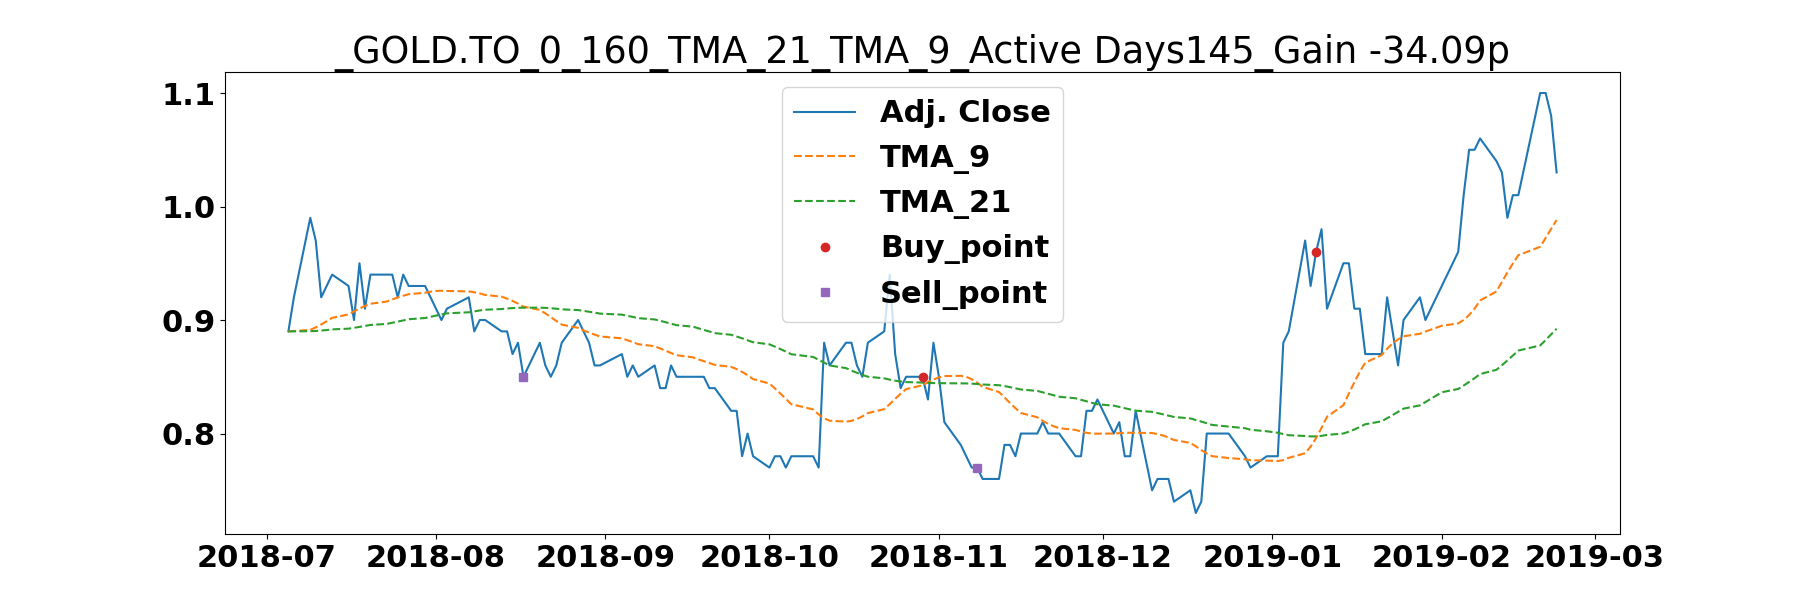 _GOLD.TO_0_160_TMA_21_TMA_9_Active Days145_Gain -34.09p
1.1
1.0
0.9
0.8
Adj. Close
TMA_9
TMA_21
Buy_point
Sell_point
2018-07 2018-08 2018-09 2018-10 2018-11 2018-12 2019-01 2019-02 2019-03